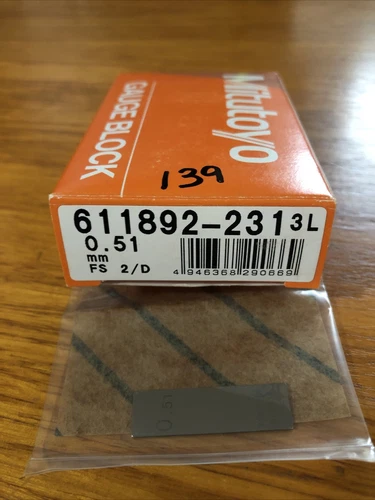 Mitutoyo
GAUGE BLOCK
139
611892-231 3L
0.51
mm
FS 2/D
4 946368 290669